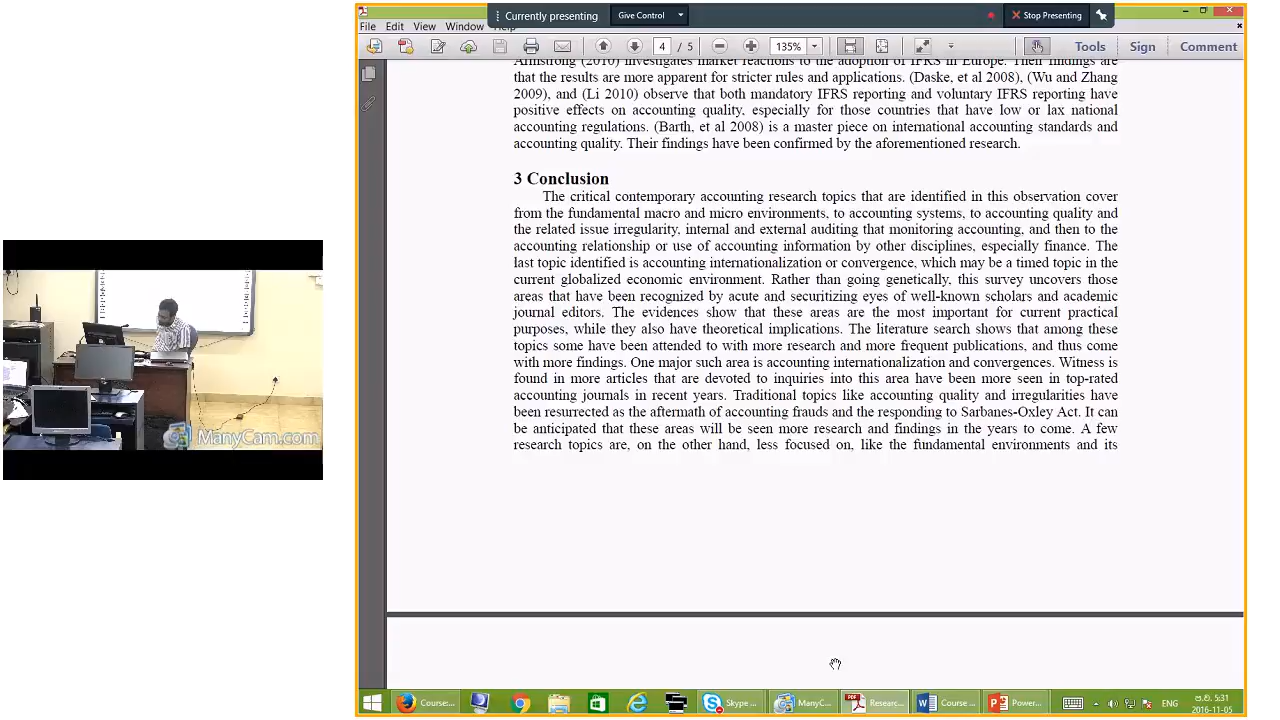 Currently presenting
Give Control
Stop Presenting
File Edit View Window Help
4 / 5
135%
Tools Sign Comment
Armstrong (2010) investigates market reactions to the adoption of IFRS in Europe. Their findings are
that the results are more apparent for stricter rules and applications. (Daske, et al 2008), (Wu and Zhang
2009), and (Li 2010) observe that both mandatory IFRS reporting and voluntary IFRS reporting have
positive effects on accounting quality, especially for those countries that have low or lax national
accounting regulations. (Barth, et al 2008) is a master piece on international accounting standards and
accounting quality. Their findings have been confirmed by the aforementioned research.
3 Conclusion
The critical contemporary accounting research topics that are identified in this observation cover
from the fundamental macro and micro environments, to accounting systems, to accounting quality and
the related issue irregularity, internal and external auditing that monitoring accounting, and then to the
accounting relationship or use of accounting information by other disciplines, especially finance. The
last topic identified is accounting internationalization or convergence, which may be a timed topic in the
current globalized economic environment. Rather than going genetically, this survey uncovers those
areas that have been recognized by acute and securitizing eyes of well-known scholars and academic
journal editors. The evidences show that these areas are the most important for current practical
purposes, while they also have theoretical implications. The literature search shows that among these
topics some have been attended to with more research and more frequent publications, and thus come
with more findings. One major such area is accounting internationalization and convergences. Witness is
found in more articles that are devoted to inquiries into this area have been more seen in top-rated
accounting journals in recent years. Traditional topics like accounting quality and irregularities have
been resurrected as the aftermath of accounting frauds and the responding to Sarbanes-Oxley Act. It can
be anticipated that these areas will be seen more research and findings in the years to come. A few
research topics are, on the other hand, less focused on, like the fundamental environments and its
ManyCam.com
Course: Skype ... ManyC... Researc... Course ... Power... ENG 5:31
2016-11-05